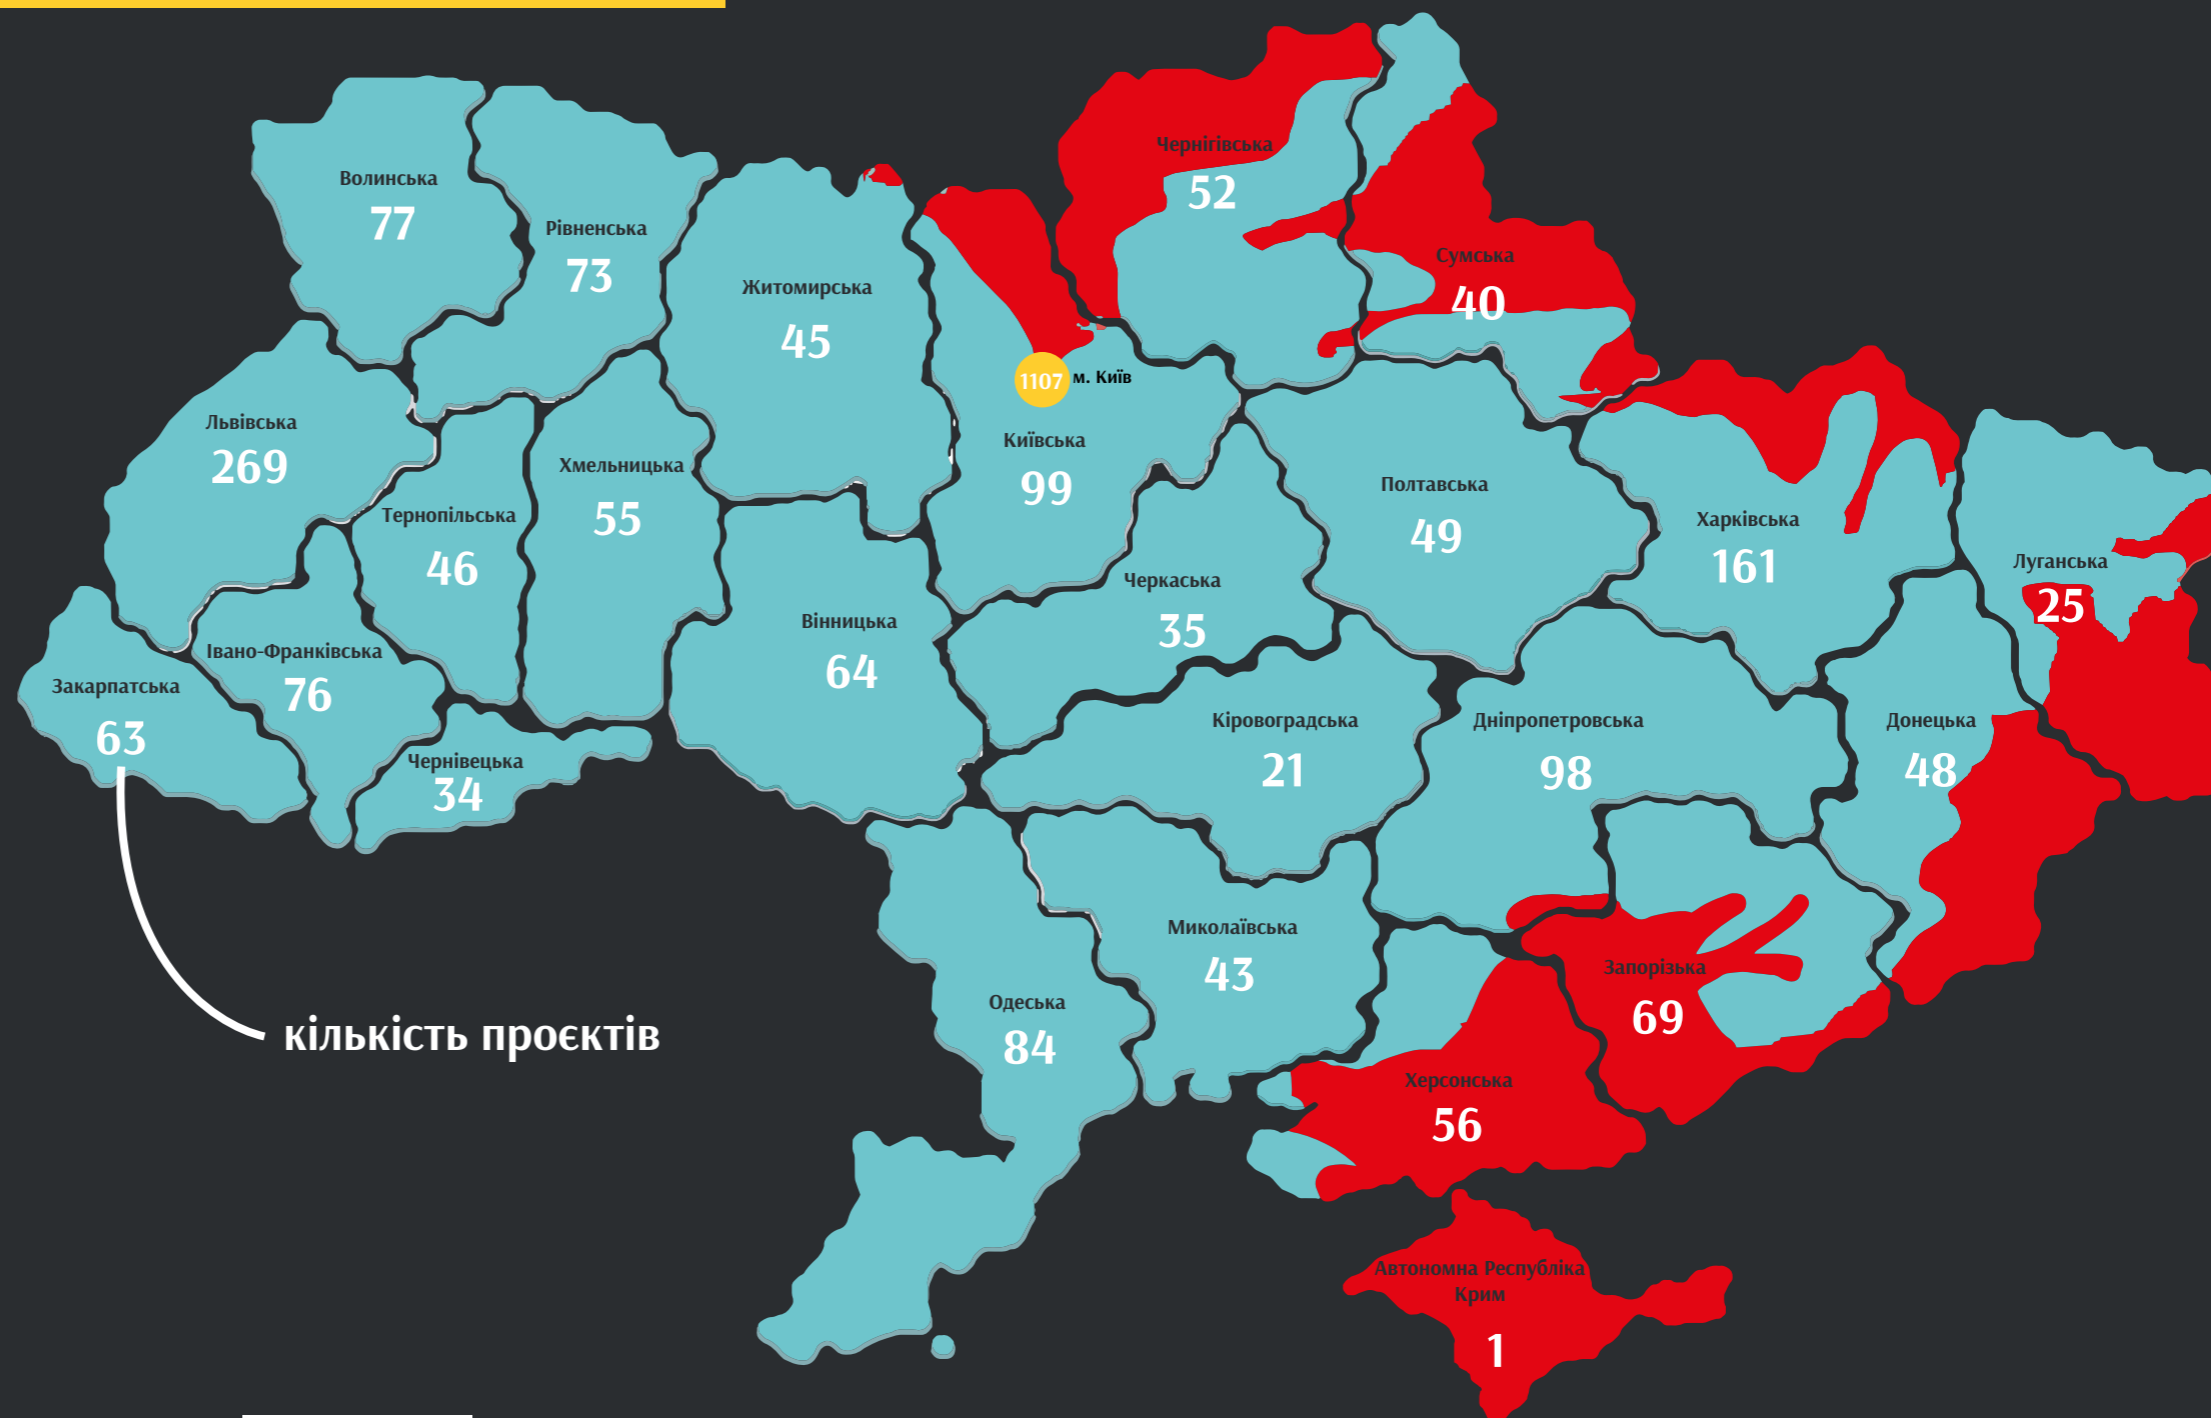 Чернігівська
52
Волинська
77
Рівненська
73
Сумська
40
Житомирська
45
1107 м. Київ
Львівська
269
Київська
99
Хмельницька
55
Полтавська
49
Тернопільська
46
Харківська
161
Луганська
25
Черкаська
35
Вінницька
64
Івано-Франківська
76
Закарпатська
63
Кіровоградська
21
Дніпропетровська
98
Донецька
48
Чернівецька
34
Миколаївська
43
Запорізька
69
Одеська
84
кількість проєктів
Херсонська
56
Автономна Республіка
Крим
1